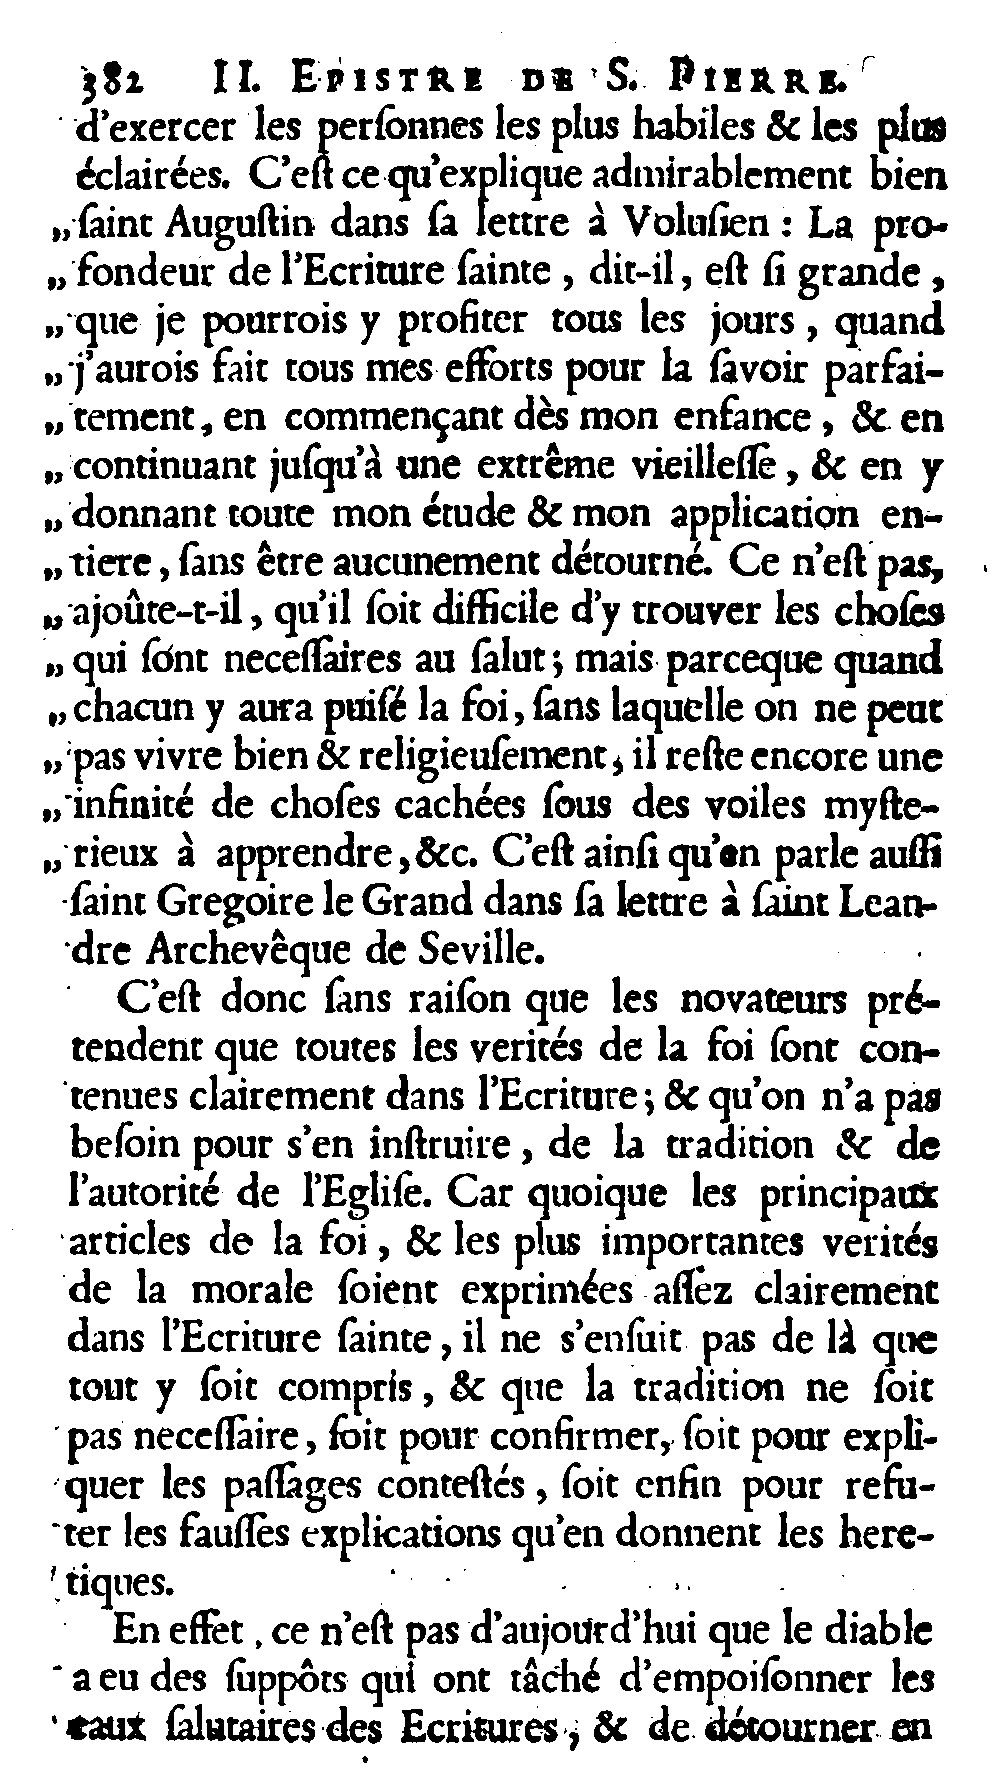 382 II. EPISTRE DE S. PIERRE.
d'exercer les perſonnes les plus habiles & les plus
éclairées. C'eſt ce qu'explique admirablement bien
„ ſaint Auguſtin dans ſa lettre à Voluſien : La pro-
„ fondeur de l'Ecriture ſainte, dit-il, eſt ſi grande,
„ que je pourrois y profiter tous les jours, quand
„ j'aurois fait tous mes efforts pour la ſavoir parfai-
„ tement, en commençant dès mon enfance, & en
„ continuant juſqu'à une extrême vieilleſſe, & en y
„ donnant toute mon étude & mon application en-
„ tiere, ſans être aucunement détourné. Ce n'eſt pas,
„ ajoûte-t-il, qu'il ſoit difficile d'y trouver les choſes
„ qui ſont neceſſaires au ſalut; mais parceque quand
„ chacun y aura puiſé la foi, ſans laquelle on ne peut
„ pas vivre bien & religieuſement, il reſte encore une
„ infinité de choſes cachées ſous des voiles myſte-
„ rieux à apprendre, &c. C'eſt ainſi qu'en parle auſſi
ſaint Gregoire le Grand dans ſa lettre à ſaint Lean-
dre Archevêque de Seville.
C'eſt donc ſans raiſon que les novateurs pré-
tendent que toutes les verités de la foi ſont con-
tenues clairement dans l'Ecriture; & qu'on n'a pas
beſoin pour s'en inſtruire, de la tradition & de
l'autorité de l'Egliſe. Car quoique les principaux
articles de la foi, & les plus importantes verités
de la morale ſoient exprimées aſſez clairement
dans l'Ecriture ſainte, il ne s'enſuit pas de là que
tout y ſoit compris, & que la tradition ne ſoit
pas neceſſaire, ſoit pour confirmer, ſoit pour expli-
quer les paſſages conteſtés, ſoit enfin pour refu-
ter les fauſſes explications qu'en donnent les here-
tiques.
En effet, ce n'eſt pas d'aujourd'hui que le diable
a eu des ſuppôts qui ont tâché d'empoiſonner les
eaux ſalutaires des Ecritures, & de détourner en